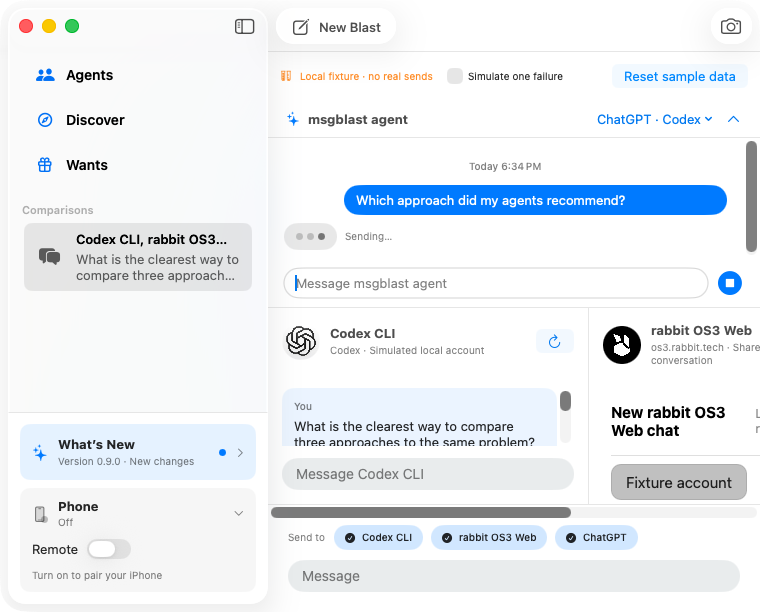 New Blast
Agents
Discover
Wants
Comparisons
Codex CLI, rabbit OS3...
What is the clearest way to
compare three approach...
What's New
Version 0.9.0 · New changes
Phone
Off
Remote
Turn on to pair your iPhone
Local fixture · no real sends
Simulate one failure
Reset sample data
msgblast agent
ChatGPT · Codex
Today 6:34 PM
Which approach did my agents recommend?
Sending...
Message msgblast agent
Codex CLI
Codex · Simulated local account
You
What is the clearest way to compare
three approaches to the same problem?
Message Codex CLI
rabbit OS3 Web
os3.rabbit.tech · Share
conversation
New rabbit OS3
Web chat
Fixture account
Send to
Codex CLI
rabbit OS3 Web
ChatGPT
Message